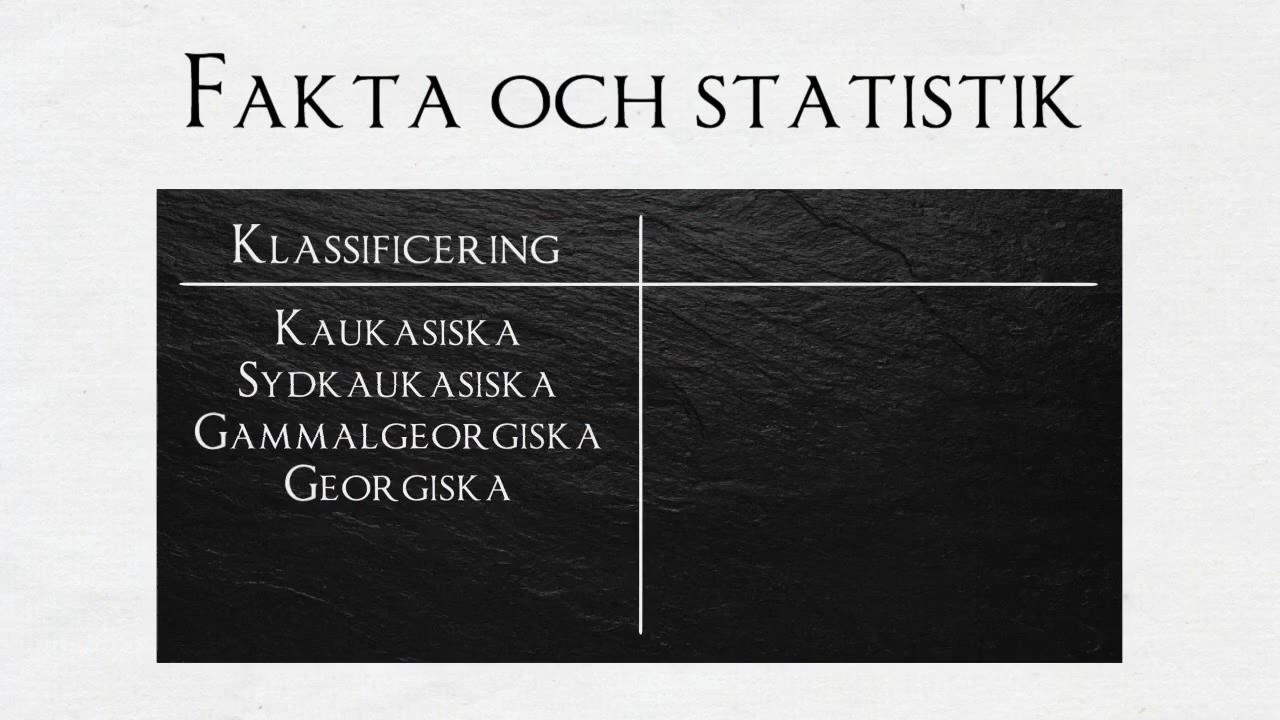 Fakta och statistik
Klassificering
Kaukasiska
Sydkaukasiska
Gammalgeorgiska
Georgiska